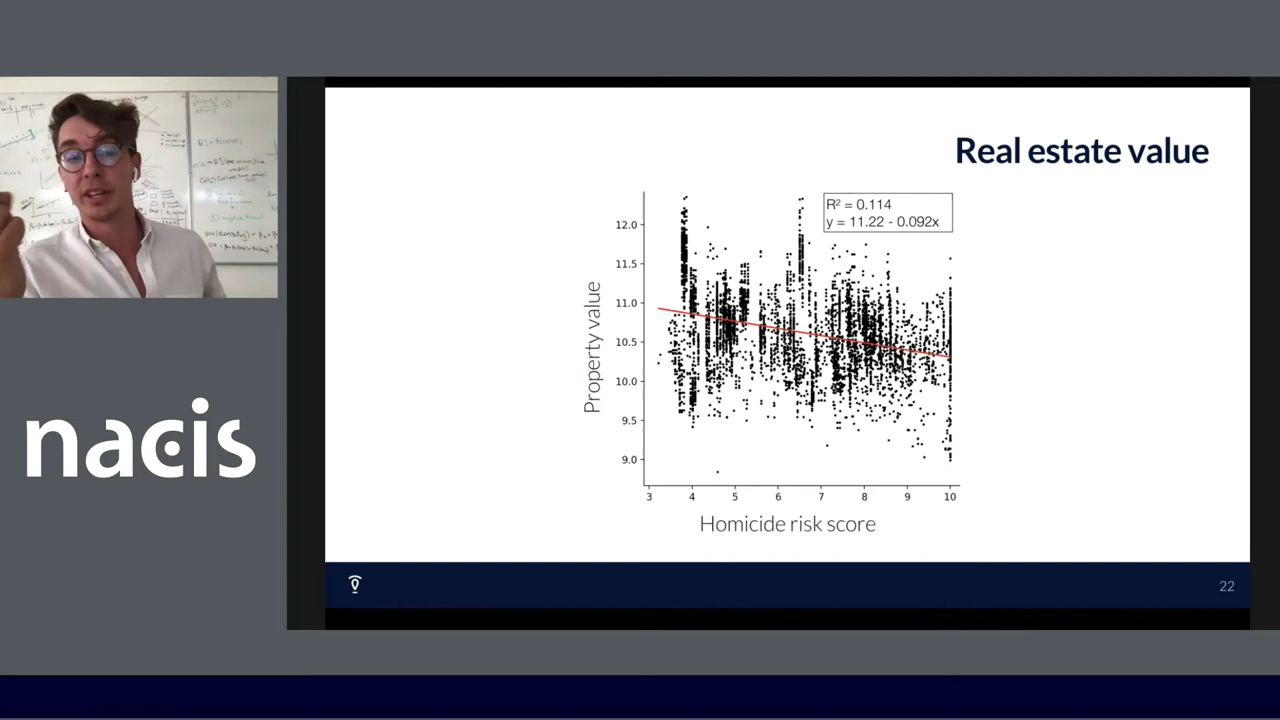 Real estate value
R² = 0.114
y = 11.22 - 0.092x
Property value
12.0
11.5
11.0
10.5
10.0
9.5
9.0
3 4 5 6 7 8 9 10
Homicide risk score
22
nacis